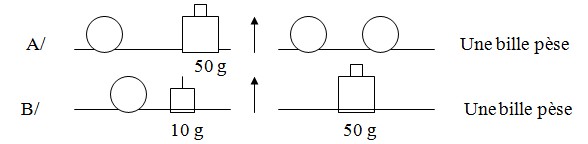 A/ Une bille pèse
50 g
B/ Une bille pèse
10 g 50 g